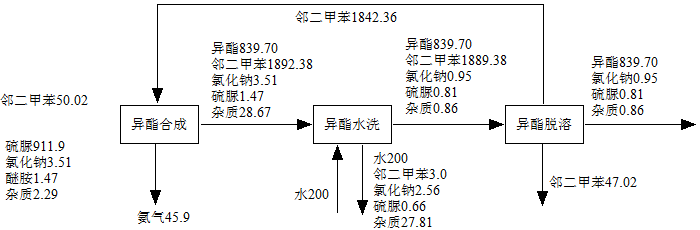 邻二甲苯1842.36
异酯839.70
邻二甲苯1892.38
氯化钠3.51
硫脲1.47
杂质28.67
异酯839.70
邻二甲苯1889.38
氯化钠0.95
硫脲0.81
杂质0.86
异酯839.70
氯化钠0.95
硫脲0.81
杂质0.86
邻二甲苯50.02
硫脲911.9
氯化钠3.51
醚胺1.47
杂质2.29
异酯合成
异酯水洗
异酯脱溶
氨气45.9
水200
水200
邻二甲苯3.0
氯化钠2.56
硫脲0.66
杂质27.81
邻二甲苯47.02